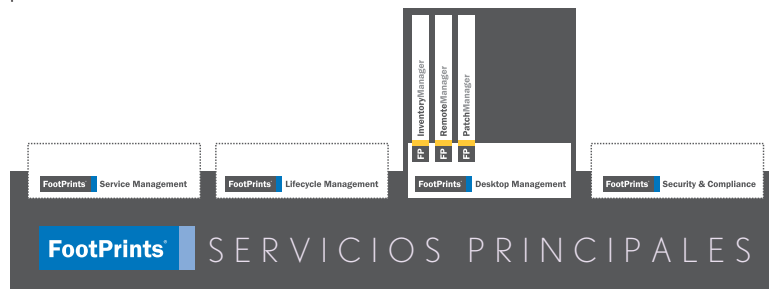 FP InventoryManager
FP RemoteManager
FP PatchManager
FootPrints® Service Management
FootPrints® Lifecycle Management
FootPrints® Desktop Management
FootPrints® Security & Compliance
FootPrints® SERVICIOS PRINCIPALES